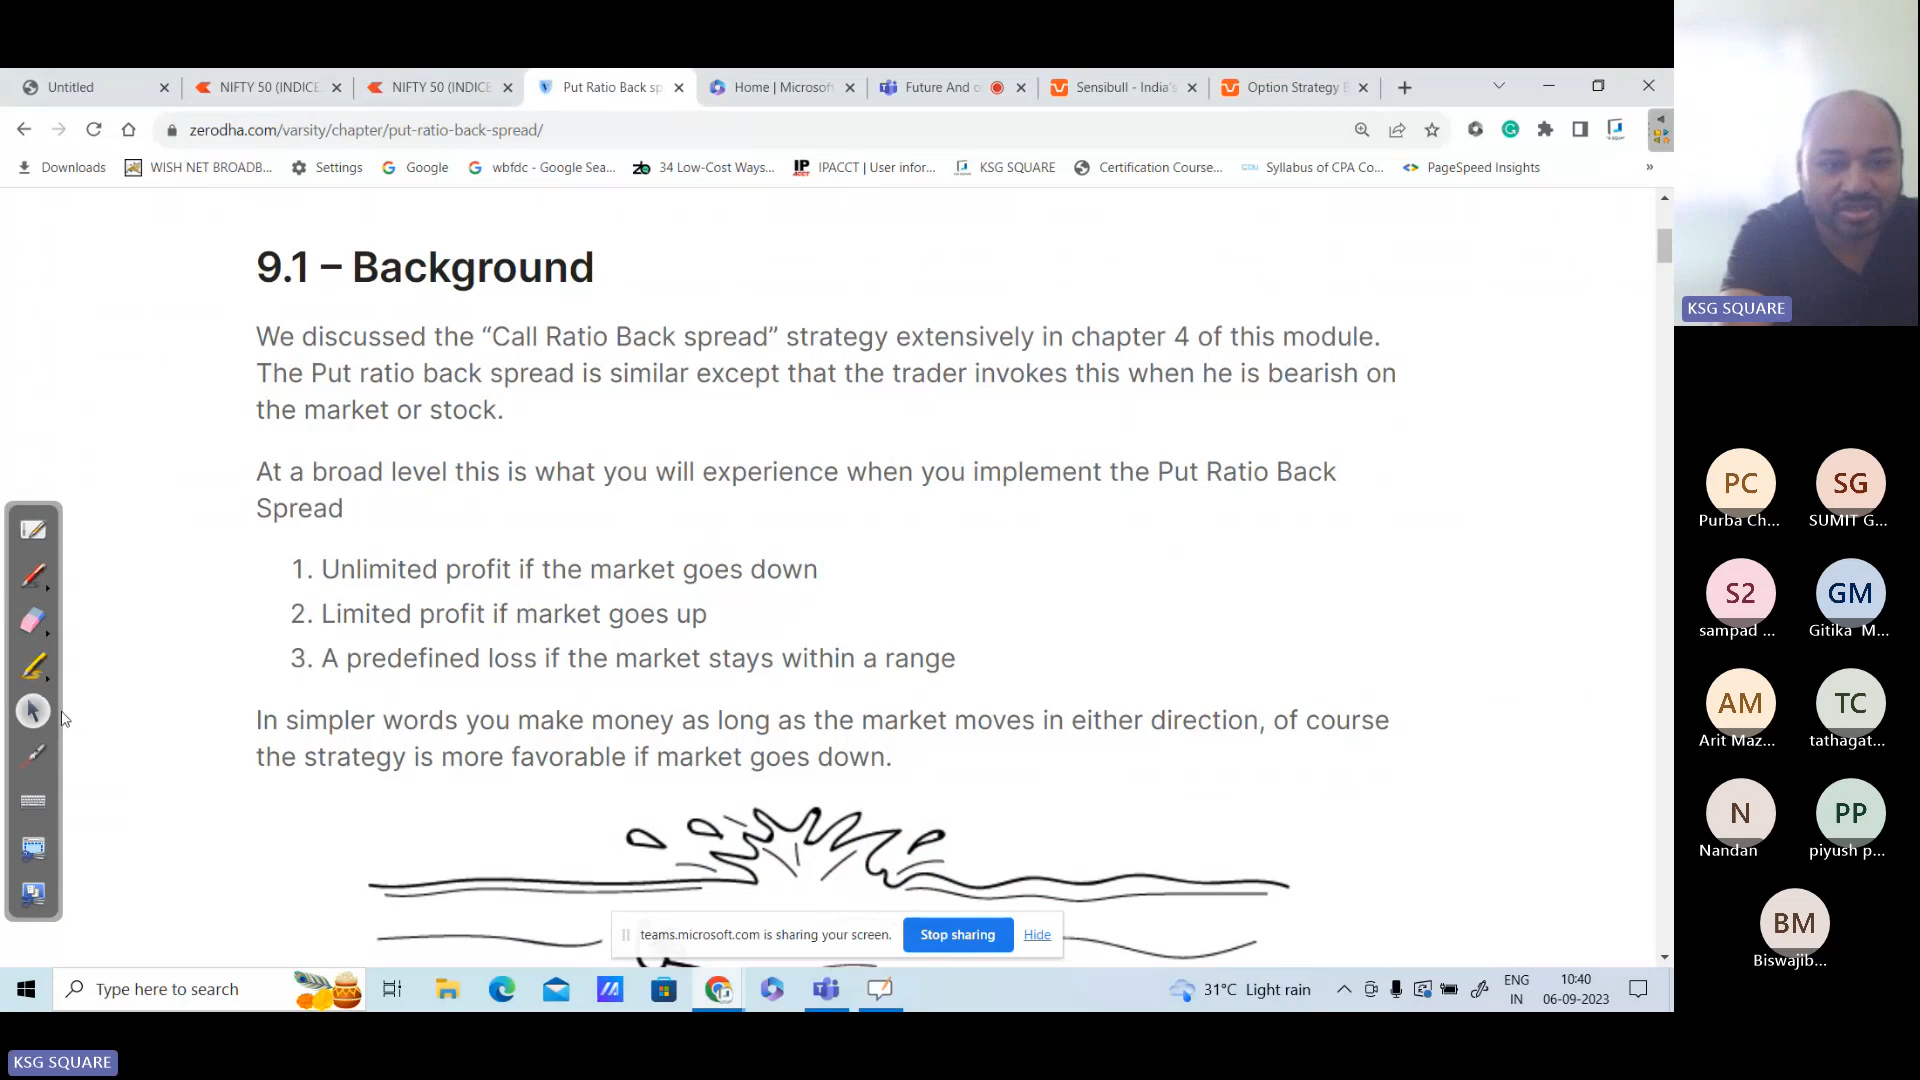 Untitled
NIFTY 50 (INDICE
NIFTY 50 (INDICE
Put Ratio Back sp
Home | Microsoft
Future And o
Sensibull - India's
Option Strategy B
zerodha.com/varsity/chapter/put-ratio-back-spread/
Downloads
WISH NET BROADB...
Settings
Google
wbfdc - Google Sea...
34 Low-Cost Ways...
IPACCT | User infor...
KSG SQUARE
Certification Course...
Syllabus of CPA Co...
PageSpeed Insights
9.1 – Background
We discussed the “Call Ratio Back spread” strategy extensively in chapter 4 of this module.
The Put ratio back spread is similar except that the trader invokes this when he is bearish on
the market or stock.
At a broad level this is what you will experience when you implement the Put Ratio Back
Spread
1. Unlimited profit if the market goes down
2. Limited profit if market goes up
3. A predefined loss if the market stays within a range
In simpler words you make money as long as the market moves in either direction, of course
the strategy is more favorable if market goes down.
teams.microsoft.com is sharing your screen.
Stop sharing
Hide
Type here to search
31°C Light rain
ENG
IN
10:40
06-09-2023
KSG SQUARE
KSG SQUARE
PC
Purba Ch...
SG
SUMIT G...
S2
sampad ...
GM
Gitika M...
AM
Arit Maz...
TC
tathagat...
N
Nandan
PP
piyush p...
BM
Biswajib...